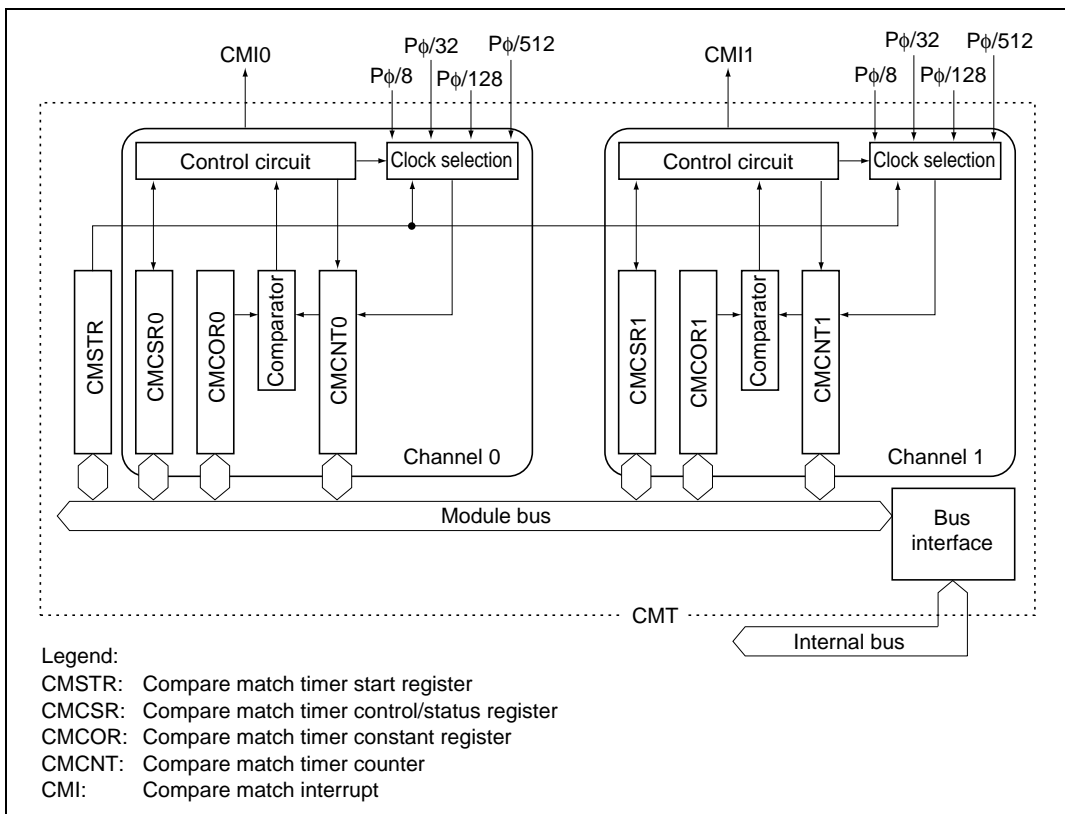 CMI0
Pϕ/32
Pϕ/512
Pϕ/8
Pϕ/128
CMI1
Pϕ/32
Pϕ/512
Pϕ/8
Pϕ/128
Control circuit
Clock selection
Control circuit
Clock selection
CMSTR
CMCSR0
CMCOR0
Comparator
CMCNT0
Channel 0
CMCSR1
CMCOR1
Comparator
CMCNT1
Channel 1
Module bus
Bus
interface
CMT
Internal bus
Legend:
CMSTR: Compare match timer start register
CMCSR: Compare match timer control/status register
CMCOR: Compare match timer constant register
CMCNT: Compare match timer counter
CMI: Compare match interrupt